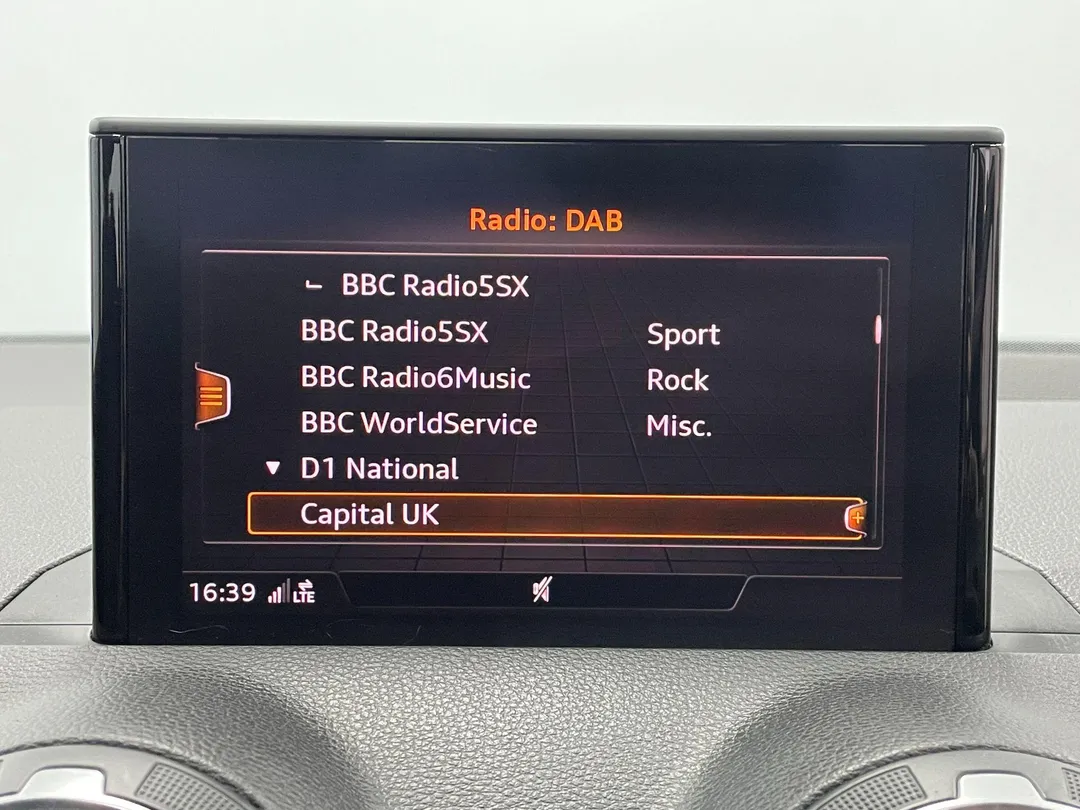 Radio: DAB
BBC Radio5SX
BBC Radio5SX Sport
BBC Radio6Music Rock
BBC WorldService Misc.
D1 National
Capital UK
16:39 LTE